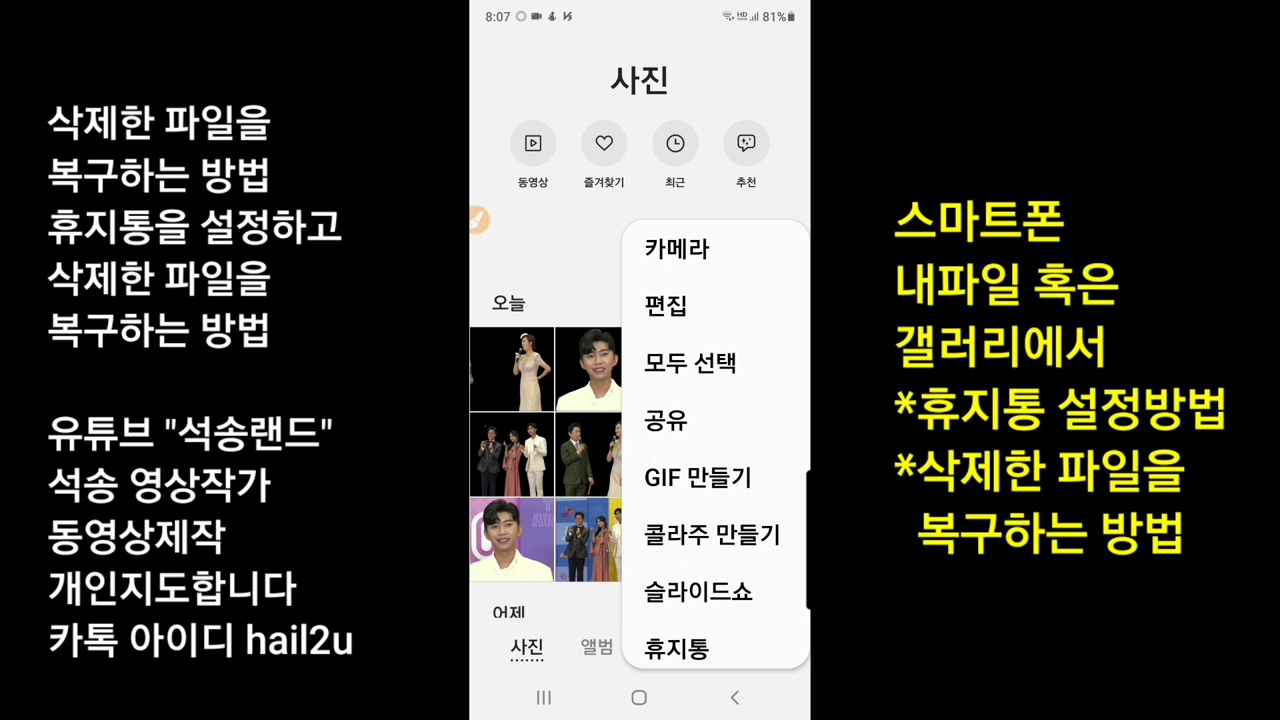 삭제한 파일을
복구하는 방법
휴지통을 설정하고
삭제한 파일을
복구하는 방법
유튜브 "석송랜드"
석송 영상작가
동영상제작
개인지도합니다
카톡 아이디 hail2u
8:07
81%
사진
동영상 즐겨찾기 최근 추천
오늘
카메라
편집
모두 선택
공유
GIF 만들기
콜라주 만들기
슬라이드쇼
휴지통
어제
사진 앨범
스마트폰
내파일 혹은
갤러리에서
*휴지통 설정방법
*삭제한 파일을
복구하는 방법